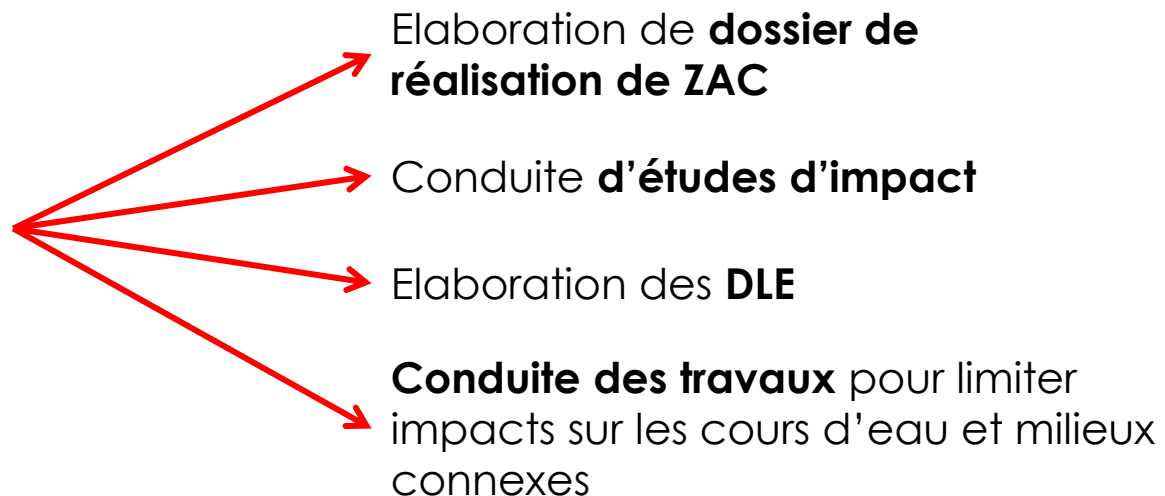 Elaboration de dossier de
réalisation de ZAC
Conduite d’études d’impact
Elaboration des DLE
Conduite des travaux pour limiter
impacts sur les cours d’eau et milieux
connexes